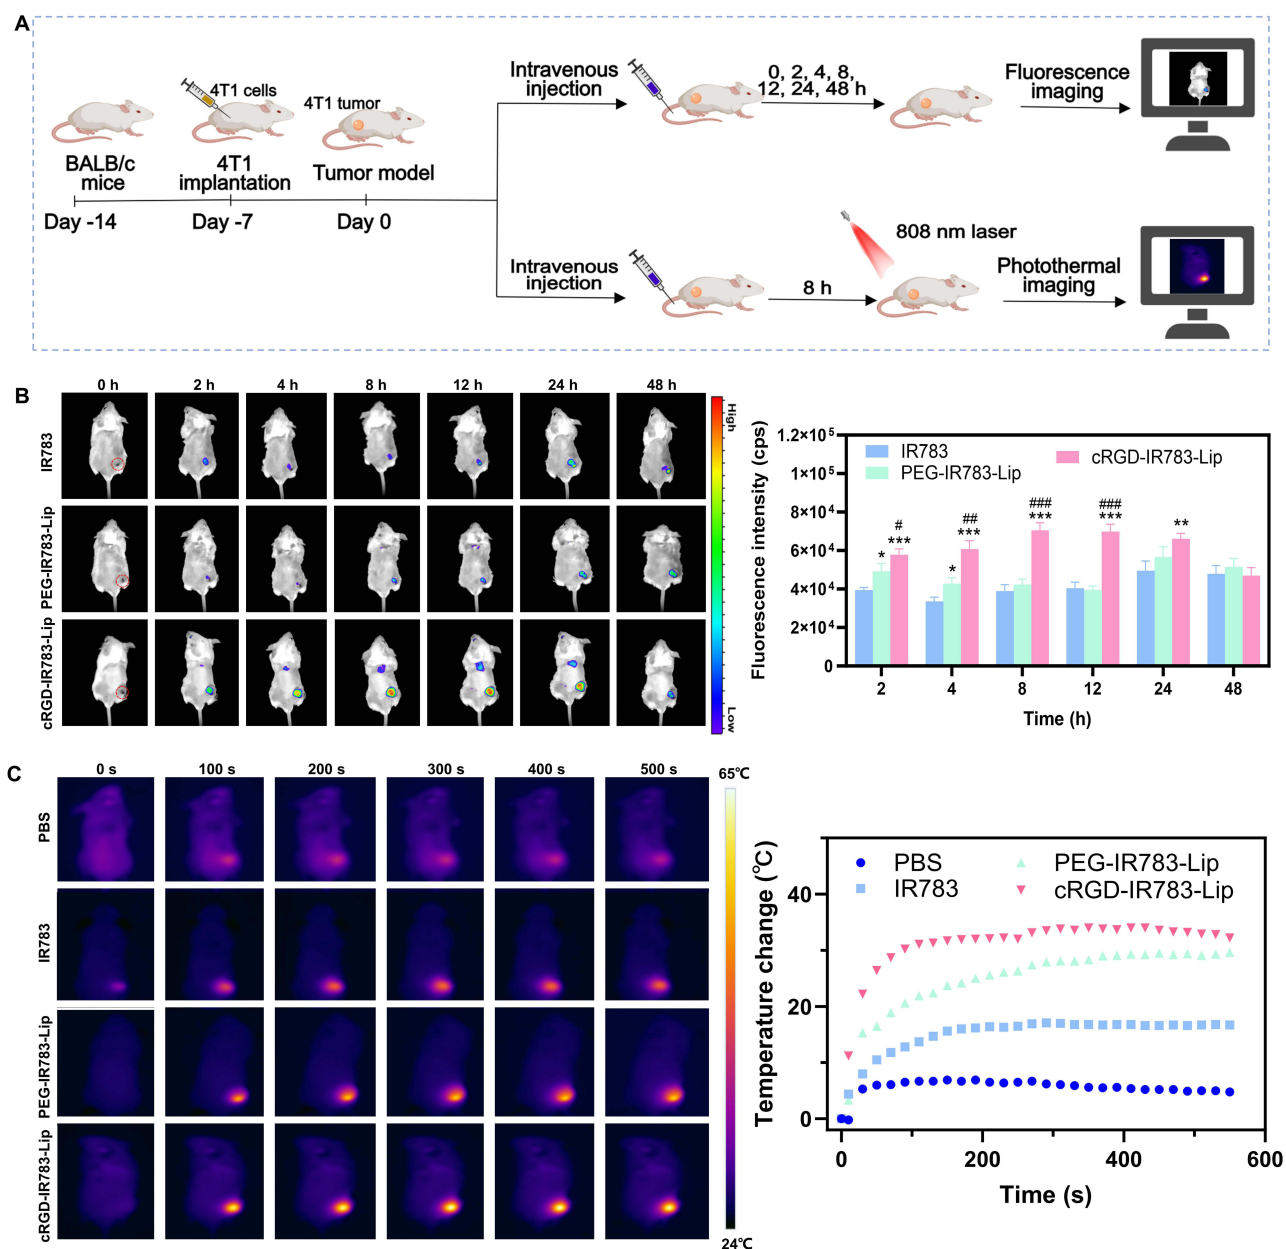 A
BALB/c
mice
4T1 cells
4T1
implantation
4T1 tumor
Tumor model
Day -14
Day -7
Day 0
Intravenous
injection
0, 2, 4, 8,
12, 24, 48 h
Fluorescence
imaging
Intravenous
injection
8 h
808 nm laser
Photothermal
imaging
B
0 h
2 h
4 h
8 h
12 h
24 h
48 h
IR783
PEG-IR783-Lip
cRGD-IR783-Lip
High
Low
Fluorescence intensity (cps)
1.2×10⁵
1×10⁵
8×10⁴
6×10⁴
4×10⁴
2×10⁴
0
IR783
PEG-IR783-Lip
cRGD-IR783-Lip
*
#
***
*
##
***
###
***
###
***
**
2
4
8
12
24
48
Time (h)
C
0 s
100 s
200 s
300 s
400 s
500 s
PBS
IR783
PEG-IR783-Lip
cRGD-IR783-Lip
65℃
24℃
Temperature change (℃)
40
20
0
PBS
IR783
PEG-IR783-Lip
cRGD-IR783-Lip
0
200
400
600
Time (s)